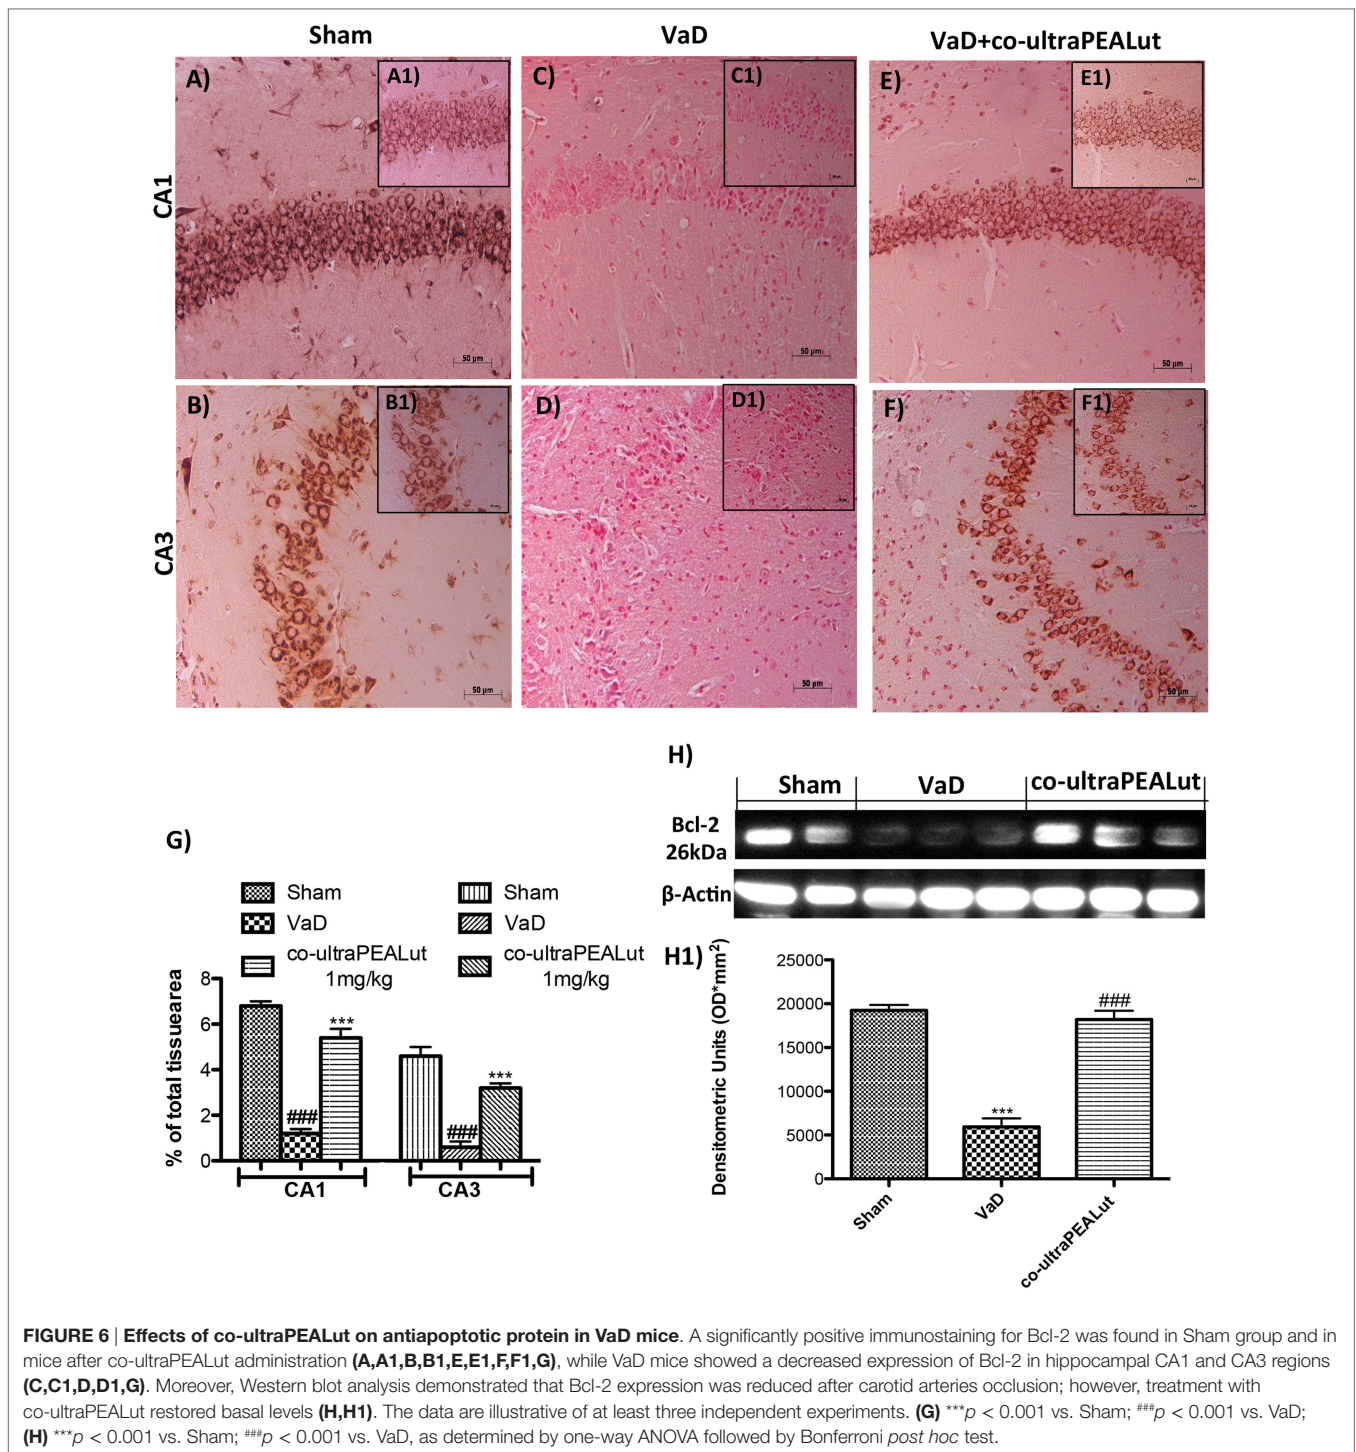 Sham
VaD
VaD+co-ultraPEALut
CA1
A)
A1)
50 µm
C)
C1)
50 µm
E)
E1)
50 µm
CA3
B)
B1)
50 µm
D)
D1)
50 µm
F)
F1)
50 µm
G)
Sham
VaD
co-ultraPEALut
1mg/kg
Sham
VaD
co-ultraPEALut
1mg/kg
% of total tissuearea
8
6
4
2
0
###
***
###
***
CA1
CA3
H)
Sham
VaD
co-ultraPEALut
Bcl-2
26kDa
β-Actin
H1)
Densitometric Units (OD*mm²)
25000
20000
15000
10000
5000
0
***
###
Sham
VaD
co-ultraPEALut
FIGURE 6 | Effects of co-ultraPEALut on antiapoptotic protein in VaD mice. A significantly positive immunostaining for Bcl-2 was found in Sham group and in
mice after co-ultraPEALut administration (A,A1,B,B1,E,E1,F,F1,G), while VaD mice showed a decreased expression of Bcl-2 in hippocampal CA1 and CA3 regions
(C,C1,D,D1,G). Moreover, Western blot analysis demonstrated that Bcl-2 expression was reduced after carotid arteries occlusion; however, treatment with
co-ultraPEALut restored basal levels (H,H1). The data are illustrative of at least three independent experiments. (G) ***p < 0.001 vs. Sham; ###p < 0.001 vs. VaD;
(H) ***p < 0.001 vs. Sham; ###p < 0.001 vs. VaD, as determined by one-way ANOVA followed by Bonferroni post hoc test.